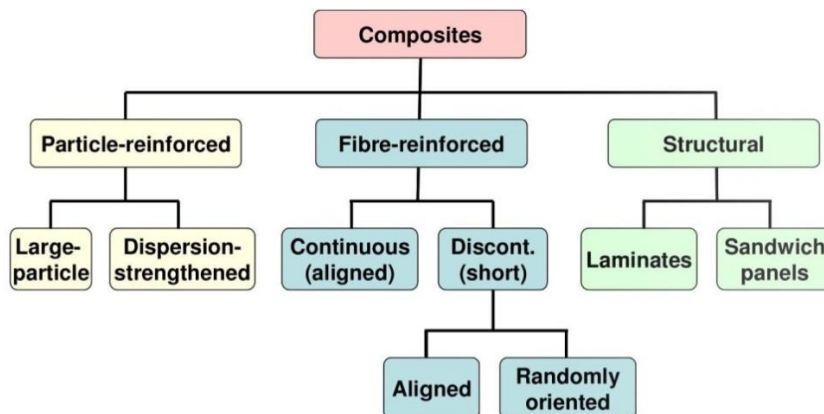 Composites
Particle-reinforced
Fibre-reinforced
Structural
Large-
particle
Dispersion-
strengthened
Continuous
(aligned)
Discont.
(short)
Laminates
Sandwich
panels
Aligned
Randomly
oriented